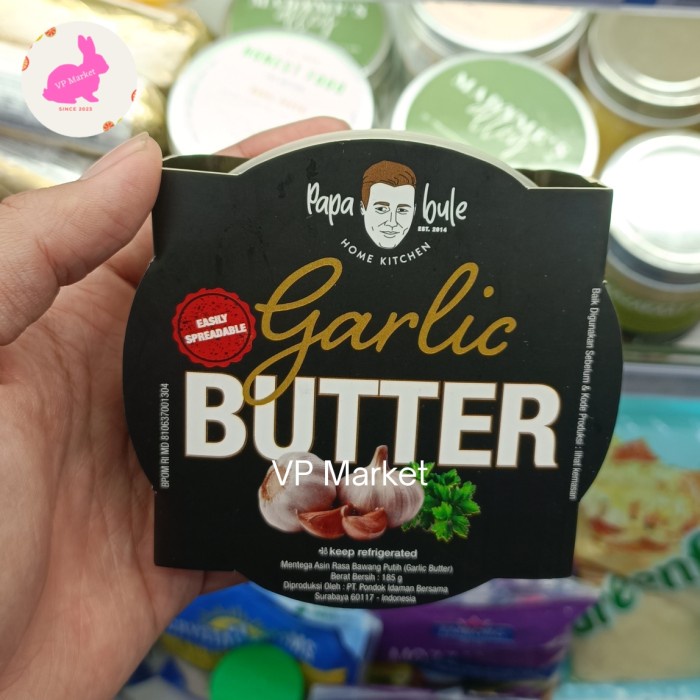 VP Market
SINCE 2022
papa bule
EST. 2014
HOME KITCHEN
EASILY
SPREADABLE
Garlic
BUTTER
VP Market
keep refrigerated
Mentega Asin Rasa Bawang Putih (Garlic Butter)
Berat Bersih : 185 g
Diproduksi Oleh : PT. Pondok Idaman Bersama
Surabaya 60117 - Indonesia
BPOM RI MD 810637001304
Baik Digunakan Sebelum & Kode Produksi : lihat kemasan